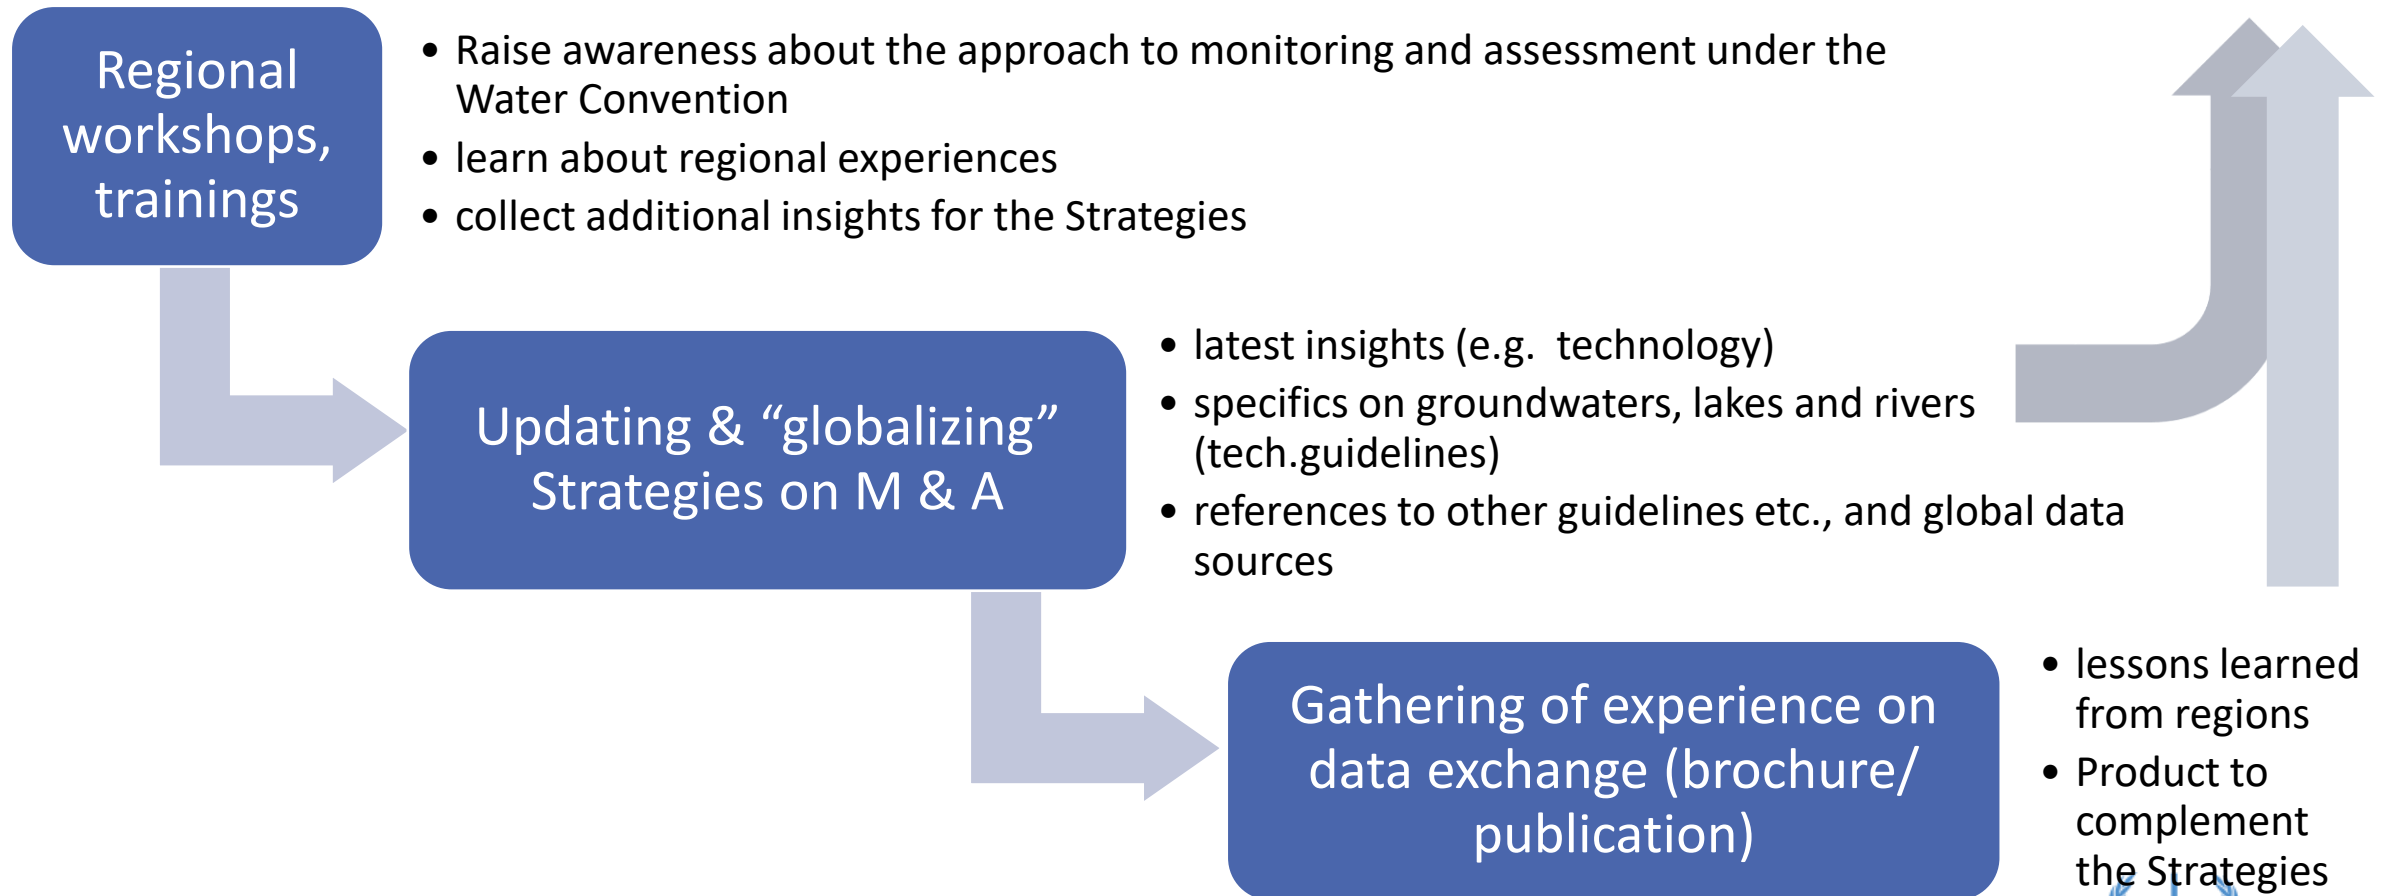 Regional
workshops,
trainings
• Raise awareness about the approach to monitoring and assessment under the
Water Convention
• learn about regional experiences
• collect additional insights for the Strategies
Updating & “globalizing”
Strategies on M & A
• latest insights (e.g.  technology)
• specifics on groundwaters, lakes and rivers
(tech.guidelines)
• references to other guidelines etc., and global data
sources
Gathering of experience on
data exchange (brochure/
publication)
• lessons learned
from regions
• Product to
complement
the Strategies